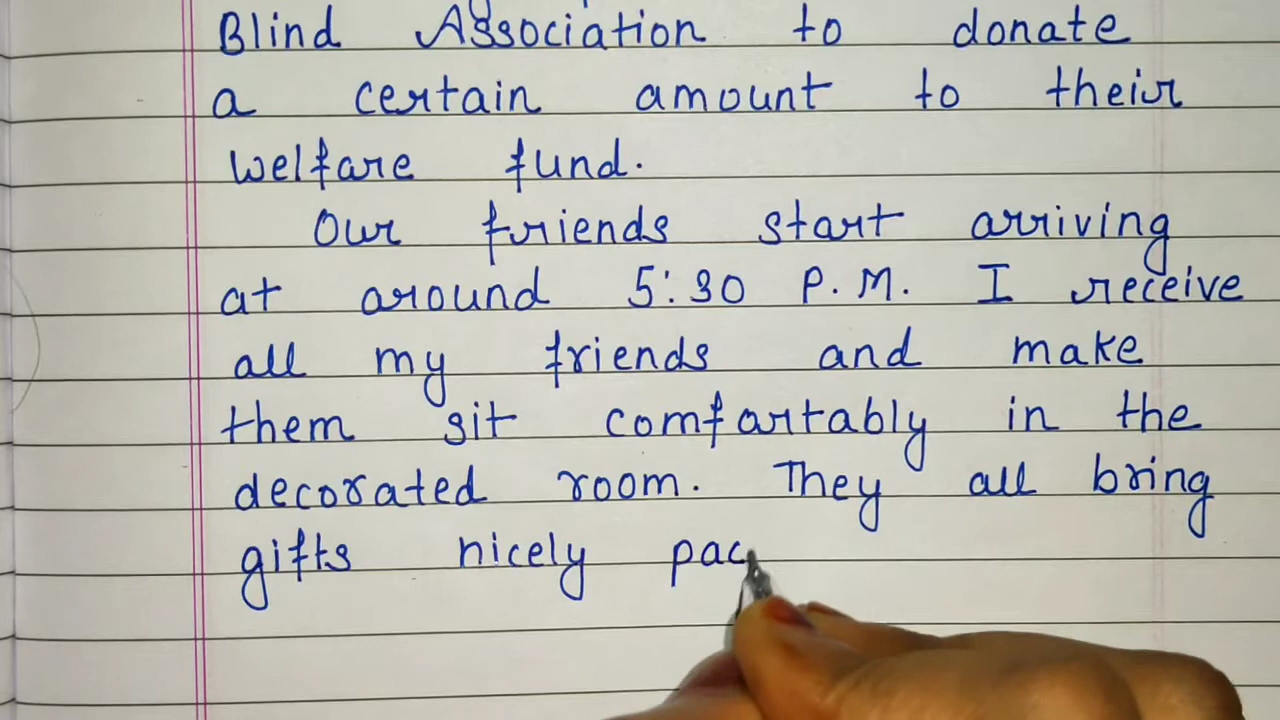 Blind Association to donate
a certain amount to their
welfare fund.
Our friends start arriving
at around 5:30 P.M. I receive
all my friends and make
them sit comfartably in the
decorated room. They all bring
gifts nicely pac